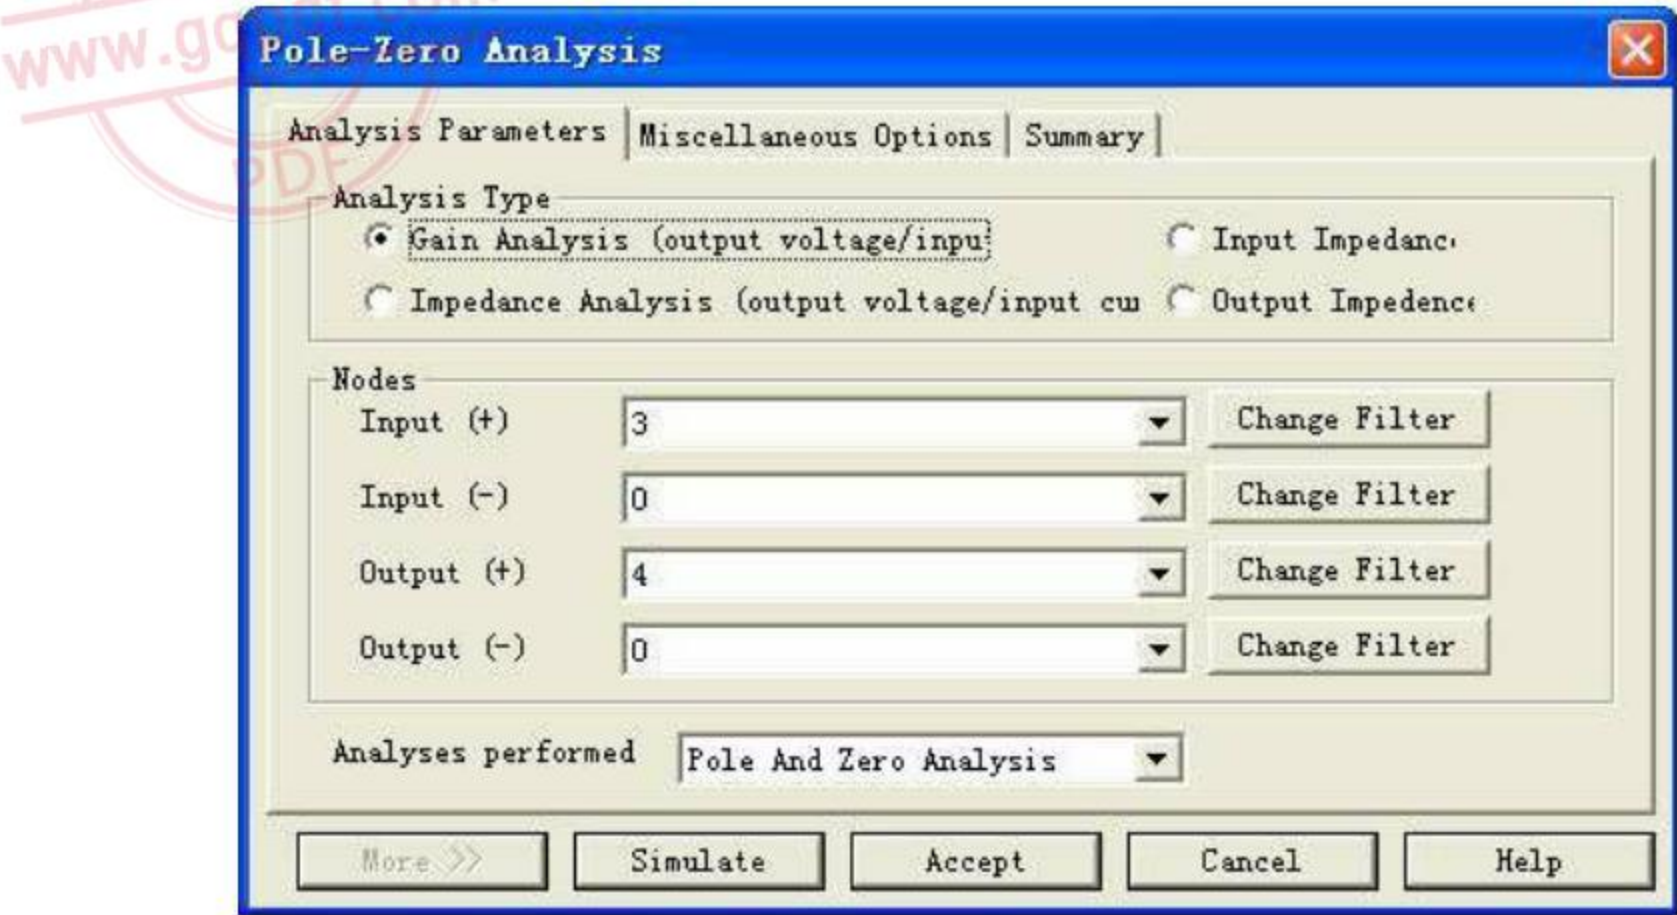 Pole-Zero Analysis
Analysis Parameters
Miscellaneous Options
Summary
Analysis Type
Gain Analysis (output voltage/inpu
Input Impedanc
Impedance Analysis (output voltage/input cu
Output Impedence
Nodes
Input (+)
3
Change Filter
Input (-)
0
Change Filter
Output (+)
4
Change Filter
Output (-)
0
Change Filter
Analyses performed
Pole And Zero Analysis
More >>
Simulate
Accept
Cancel
Help
PDF